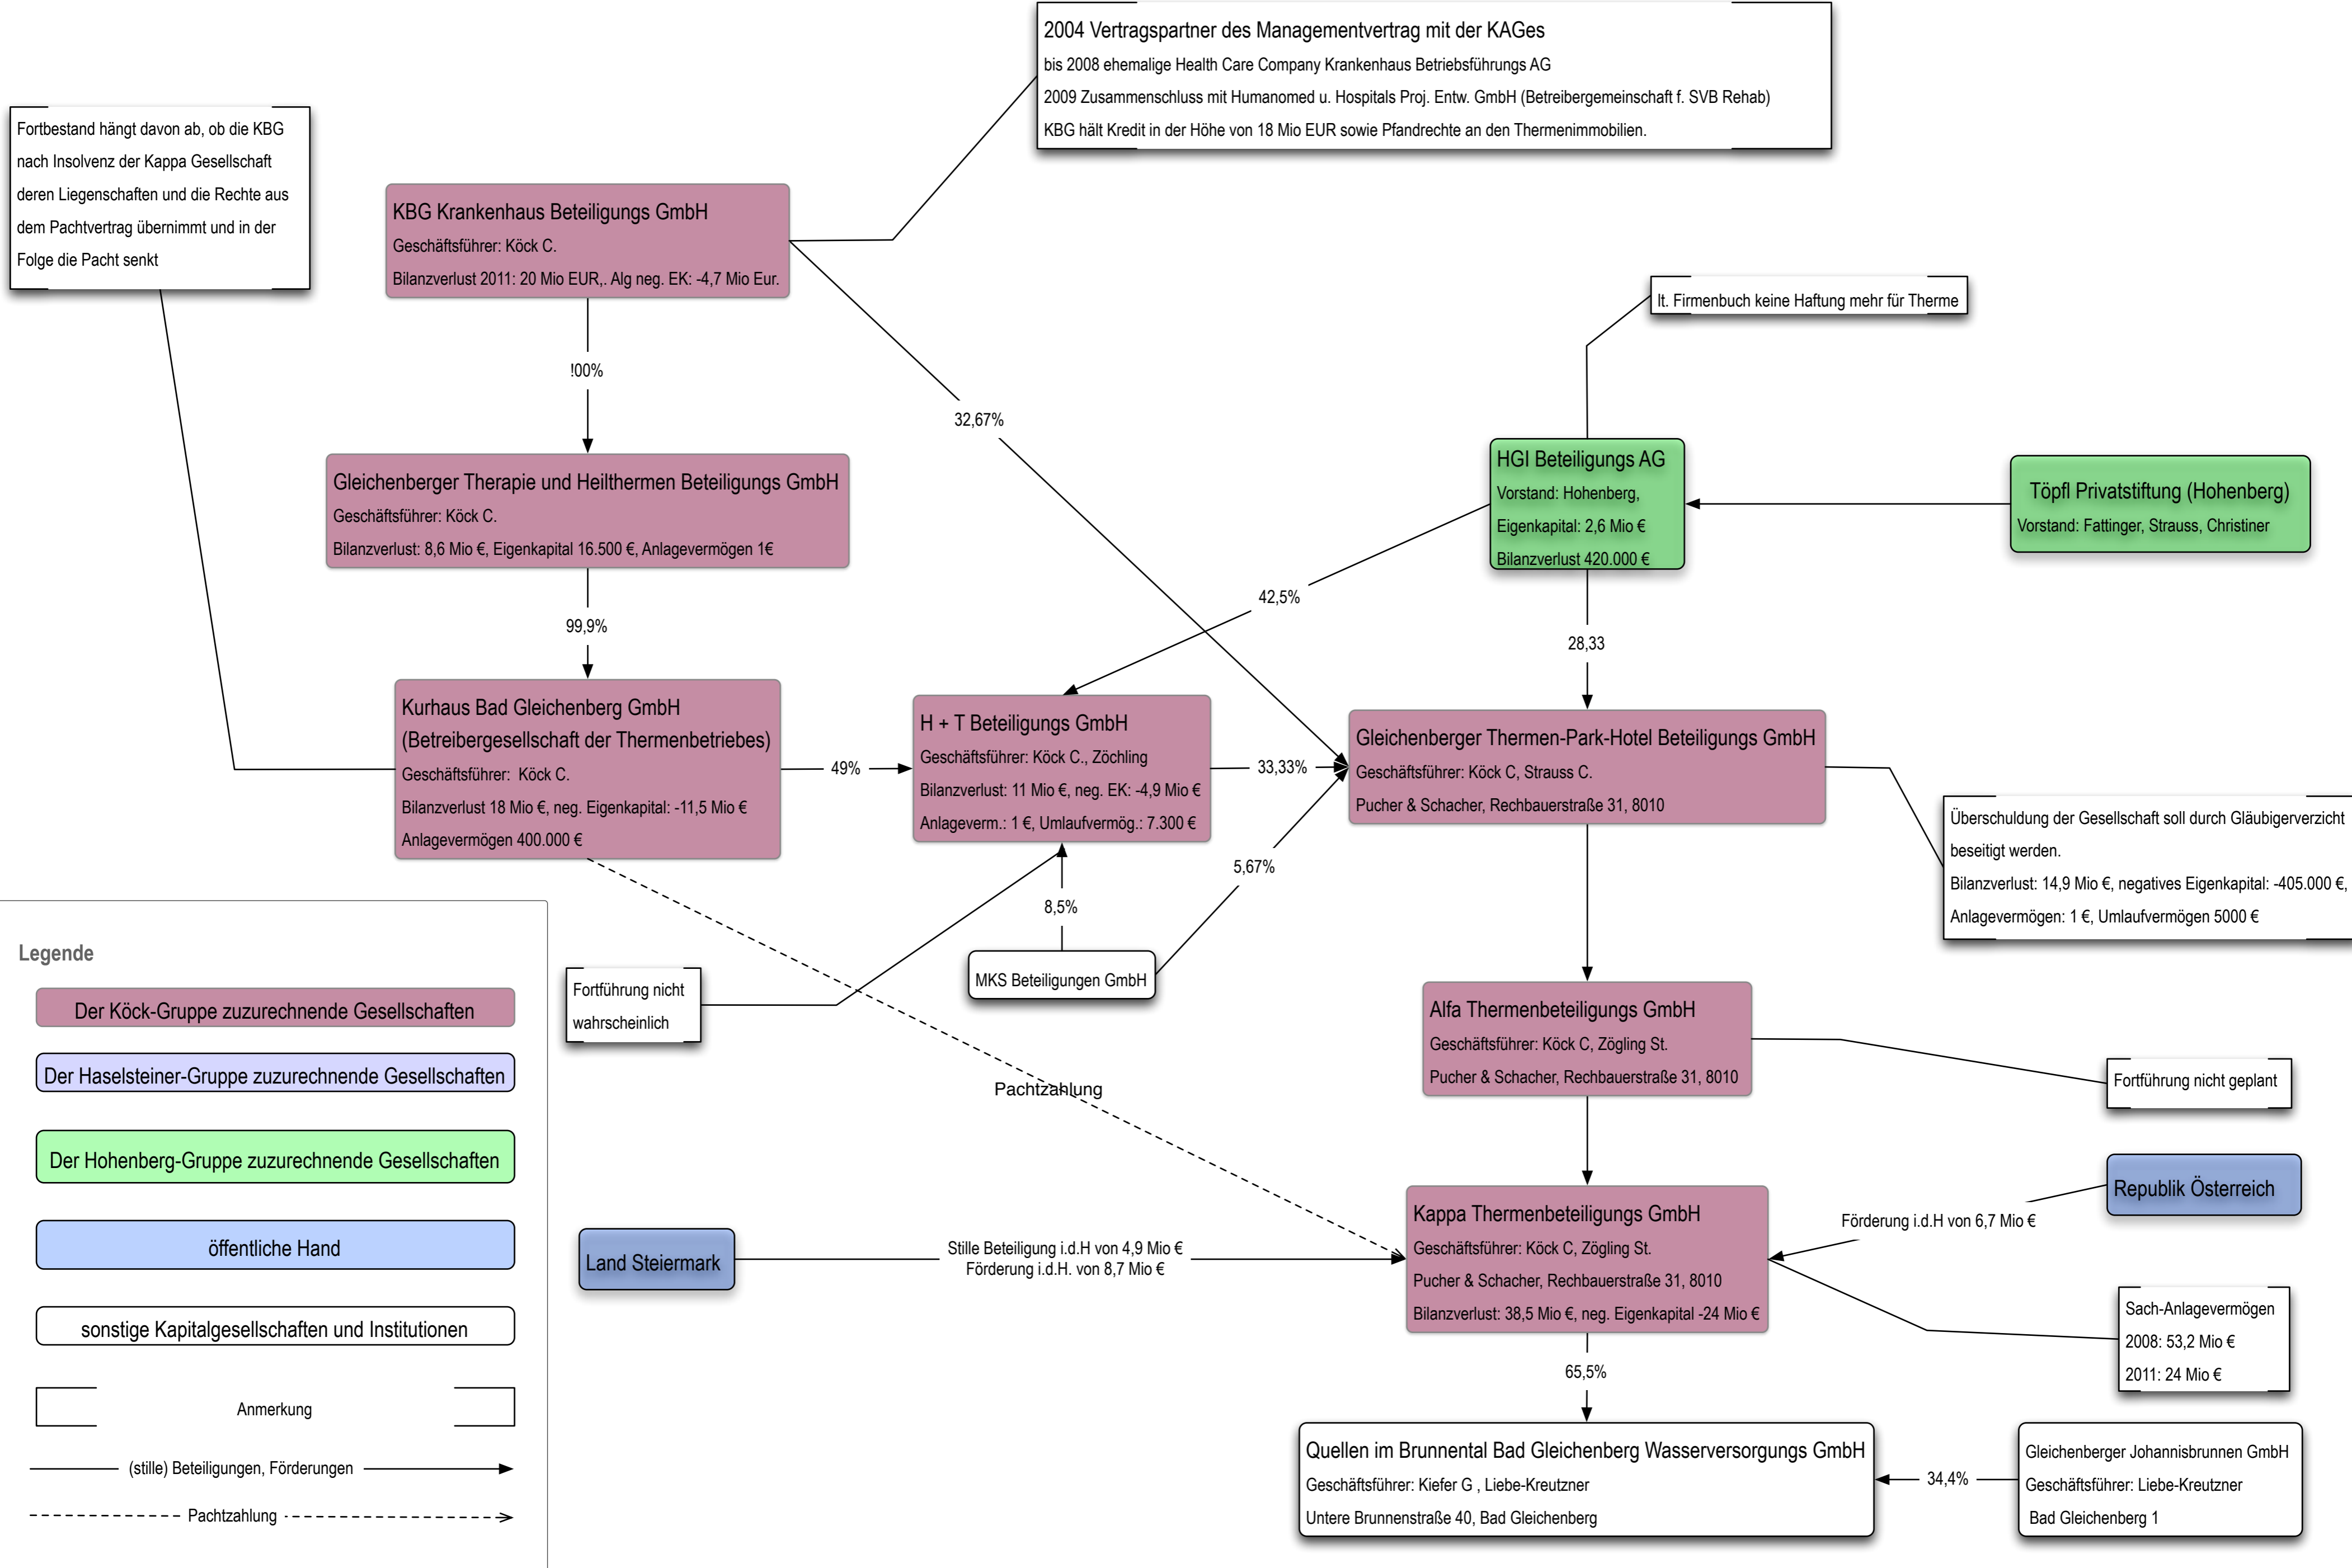 2004 Vertragspartner des Managementvertrag mit der KAGes
bis 2008 ehemalige Health Care Company Krankenhaus Betriebsführungs AG
2009 Zusammenschluss mit Humanomed u. Hospitals Proj. Entw. GmbH (Betreibergemeinschaft f. SVB Rehab)
KBG hält Kredit in der Höhe von 18 Mio EUR sowie Pfandrechte an den Thermenimmobilien.
Fortbestand hängt davon ab, ob die KBG
nach Insolvenz der Kappa Gesellschaft
deren Liegenschaften und die Rechte aus
dem Pachtvertrag übernimmt und in der
Folge die Pacht senkt
KBG Krankenhaus Beteiligungs GmbH
Geschäftsführer: Köck C.
Bilanzverlust 2011: 20 Mio EUR,. Alg neg. EK: -4,7 Mio Eur.
lt. Firmenbuch keine Haftung mehr für Therme
!00%
32,67%
HGI Beteiligungs AG
Vorstand: Hohenberg,
Eigenkapital: 2,6 Mio €
Bilanzverlust 420.000 €
Töpfl Privatstiftung (Hohenberg)
Vorstand: Fattinger, Strauss, Christiner
Gleichenberger Therapie und Heilthermen Beteiligungs GmbH
Geschäftsführer: Köck C.
Bilanzverlust: 8,6 Mio €, Eigenkapital 16.500 €, Anlagevermögen 1€
42,5%
99,9%
28,33
Kurhaus Bad Gleichenberg GmbH
(Betreibergesellschaft der Thermenbetriebes)
Geschäftsführer:  Köck C.
Bilanzverlust 18 Mio €, neg. Eigenkapital: -11,5 Mio €
Anlagevermögen 400.000 €
49%
H + T Beteiligungs GmbH
Geschäftsführer: Köck C., Zöchling
Bilanzverlust: 11 Mio €, neg. EK: -4,9 Mio €
Anlageverm.: 1 €, Umlaufvermög.: 7.300 €
33,33%
Gleichenberger Thermen-Park-Hotel Beteiligungs GmbH
Geschäftsführer: Köck C, Strauss C.
Pucher & Schacher, Rechbauerstraße 31, 8010
Überschuldung der Gesellschaft soll durch Gläubigerverzicht
beseitigt werden.
Bilanzverlust: 14,9 Mio €, negatives Eigenkapital: -405.000 €,
Anlagevermögen: 1 €, Umlaufvermögen 5000 €
5,67%
8,5%
MKS Beteiligungen GmbH
Fortführung nicht
wahrscheinlich
Alfa Thermenbeteiligungs GmbH
Geschäftsführer: Köck C, Zögling St.
Pucher & Schacher, Rechbauerstraße 31, 8010
Fortführung nicht geplant
Pachtzahlung
Republik Österreich
Förderung i.d.H von 6,7 Mio €
Land Steiermark
Stille Beteiligung i.d.H von 4,9 Mio €
Förderung i.d.H. von 8,7 Mio €
Kappa Thermenbeteiligungs GmbH
Geschäftsführer: Köck C, Zögling St.
Pucher & Schacher, Rechbauerstraße 31, 8010
Bilanzverlust: 38,5 Mio €, neg. Eigenkapital -24 Mio €
Sach-Anlagevermögen
2008: 53,2 Mio €
2011: 24 Mio €
65,5%
Quellen im Brunnental Bad Gleichenberg Wasserversorgungs GmbH
Geschäftsführer: Kiefer G , Liebe-Kreutzner
Untere Brunnenstraße 40, Bad Gleichenberg
34,4%
Gleichenberger Johannisbrunnen GmbH
Geschäftsführer: Liebe-Kreutzner
Bad Gleichenberg 1
Legende
Der Köck-Gruppe zuzurechnende Gesellschaften
Der Haselsteiner-Gruppe zuzurechnende Gesellschaften
Der Hohenberg-Gruppe zuzurechnende Gesellschaften
öffentliche Hand
sonstige Kapitalgesellschaften und Institutionen
Anmerkung
(stille) Beteiligungen, Förderungen
Pachtzahlung